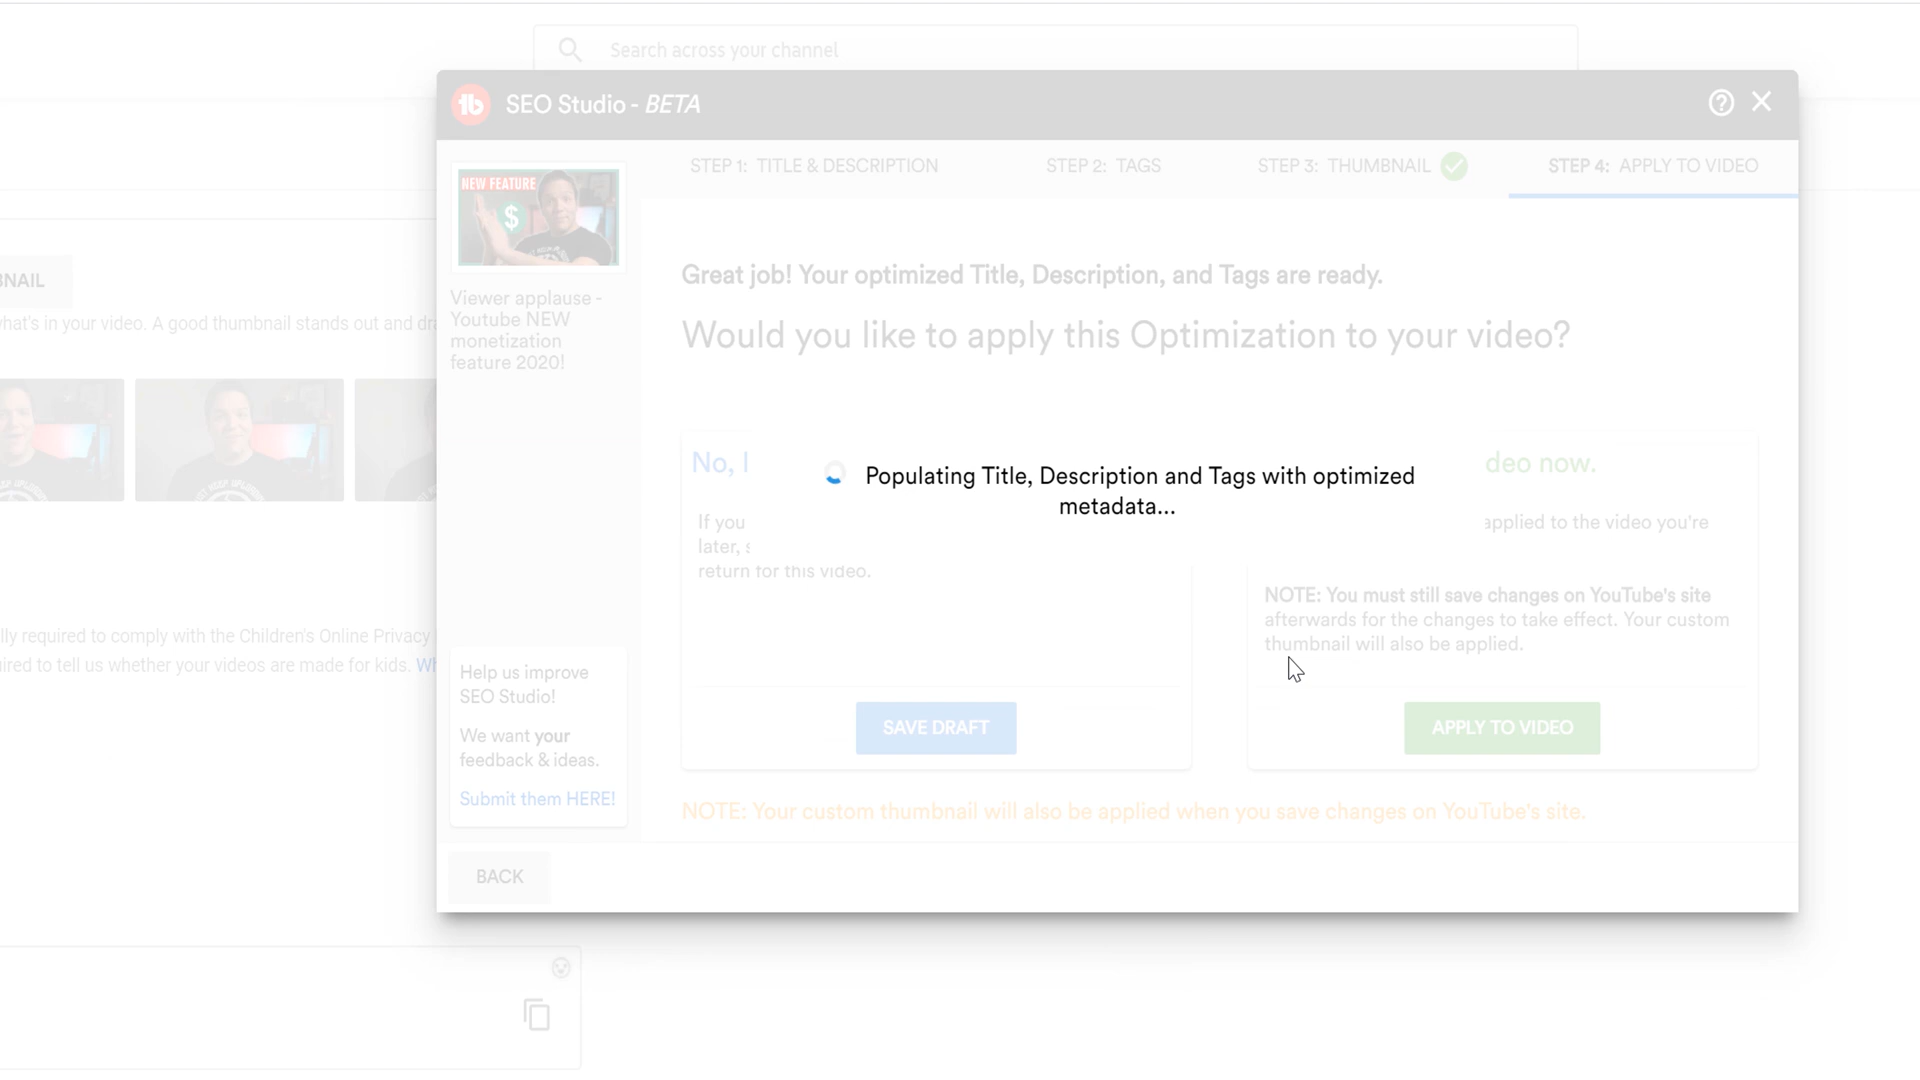 Search across your channel
tb SEO Studio - BETA
STEP 1: TITLE & DESCRIPTION
STEP 2: TAGS
STEP 3: THUMBNAIL
STEP 4: APPLY TO VIDEO
NEW FEATURE
$
Viewer applause -
Youtube NEW
monetization
feature 2020!
Great job! Your optimized Title, Description, and Tags are ready.
Would you like to apply this Optimization to your video?
No, I
deo now.
Populating Title, Description and Tags with optimized
metadata...
If you
later, s
return for this video.
applied to the video you're
NOTE: You must still save changes on YouTube's site
afterwards for the changes to take effect. Your custom
thumbnail will also be applied.
SAVE DRAFT
APPLY TO VIDEO
NOTE: Your custom thumbnail will also be applied when you save changes on YouTube's site.
Help us improve
SEO Studio!
We want your
feedback & ideas.
Submit them HERE!
BACK
BNAIL
what's in your video. A good thumbnail stands out and dra
lly required to comply with the Children's Online Privacy
ired to tell us whether your videos are made for kids. Wh